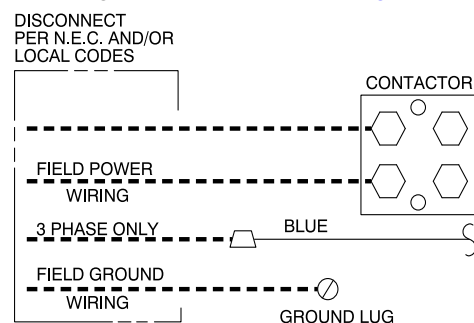 DISCONNECT
PER N.E.C. AND/OR
LOCAL CODES
CONTACTOR
FIELD POWER
WIRING
3 PHASE ONLY
BLUE
FIELD GROUND
WIRING
GROUND LUG